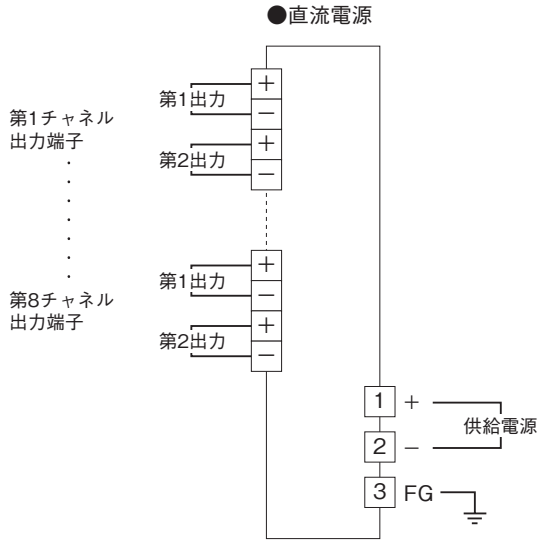 ●直流電源
第1チャネル
出力端子
第1出力
+
−
第2出力
+
−
第8チャネル
出力端子
第1出力
+
−
第2出力
+
−
1 +
2 −
供給電源
3 FG